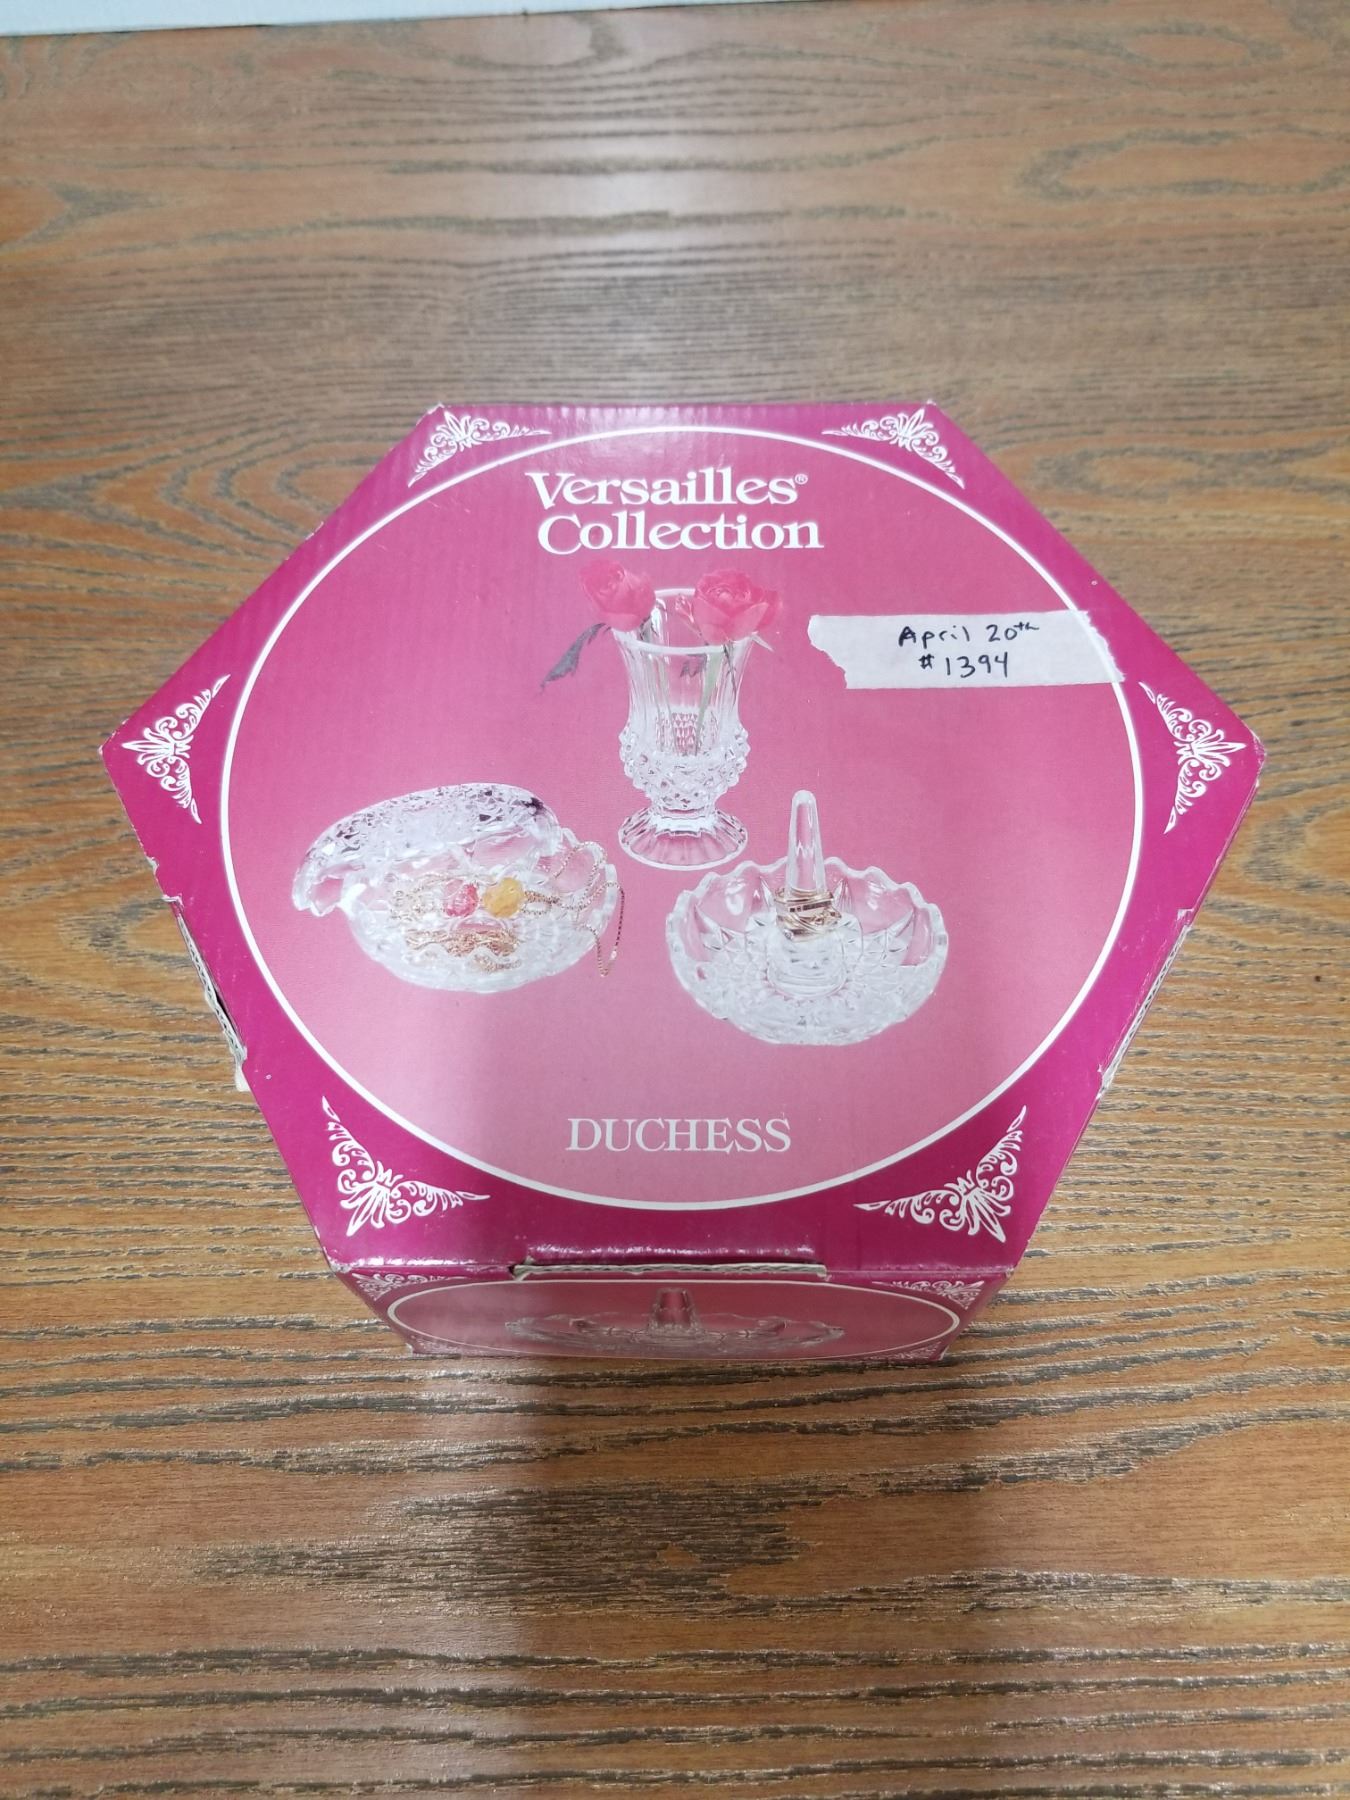 Versailles®
Collection
April 20th
#1394
DUCHESS